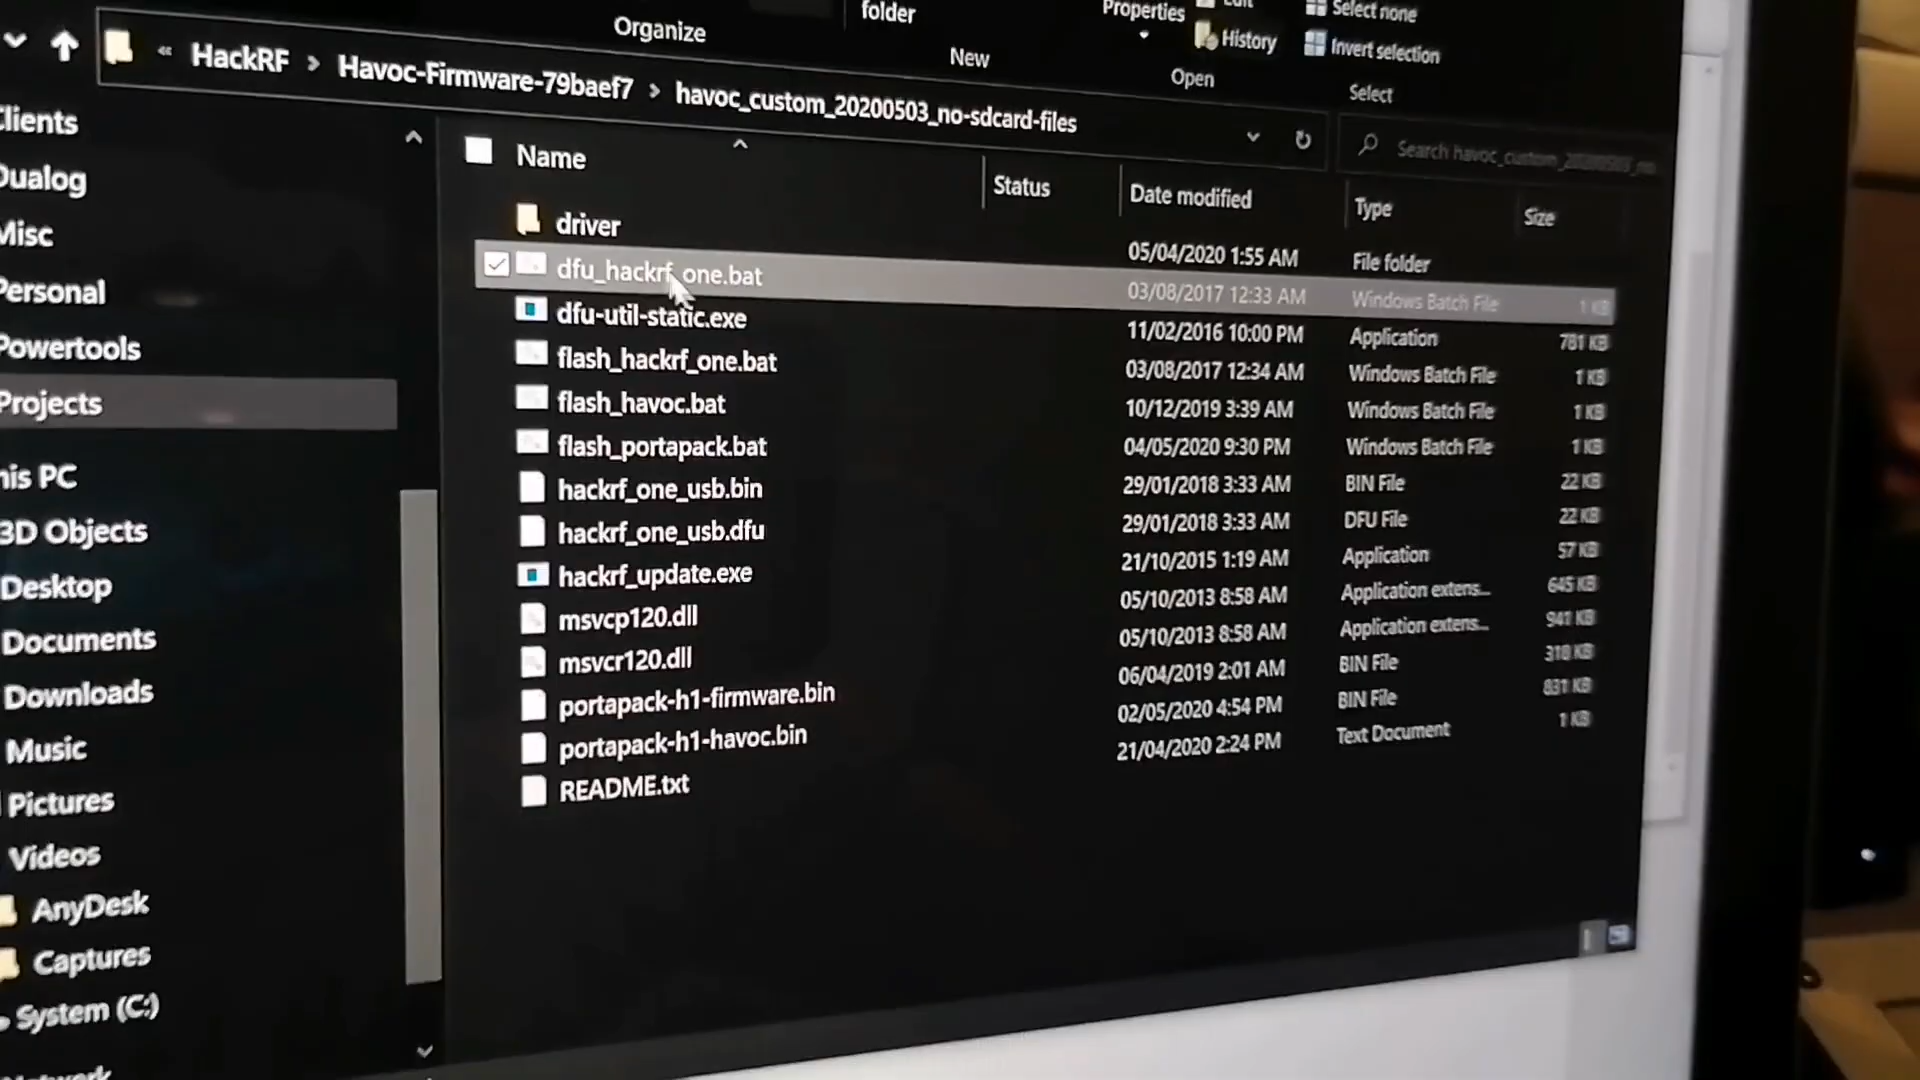 folder
Properties
Edit
Select none
Organize
New
History
Invert selection
Open
Select
« HackRF > Havoc-Firmware-79baef7 > havoc_custom_20200503_no-sdcard-files
Search havoc_custom_20200503_no
Clients
Dualog
Misc
Personal
Powertools
Projects
his PC
3D Objects
Desktop
Documents
Downloads
Music
Pictures
Videos
AnyDesk
Captures
System (C:)
Name Status Date modified Type Size
driver 05/04/2020 1:55 AM File folder
dfu_hackrf_one.bat 03/08/2017 12:33 AM Windows Batch File 1 KB
dfu-util-static.exe 11/02/2016 10:00 PM Application 781 KB
flash_hackrf_one.bat 03/08/2017 12:34 AM Windows Batch File 1 KB
flash_havoc.bat 10/12/2019 3:39 AM Windows Batch File 1 KB
flash_portapack.bat 04/05/2020 9:30 PM Windows Batch File 1 KB
hackrf_one_usb.bin 29/01/2018 3:33 AM BIN File 22 KB
hackrf_one_usb.dfu 29/01/2018 3:33 AM DFU File 22 KB
hackrf_update.exe 21/10/2015 1:19 AM Application 57 KB
msvcp120.dll 05/10/2013 8:58 AM Application extens... 645 KB
msvcr120.dll 05/10/2013 8:58 AM Application extens... 941 KB
portapack-h1-firmware.bin 06/04/2019 2:01 AM BIN File 318 KB
portapack-h1-havoc.bin 02/05/2020 4:54 PM BIN File 831 KB
README.txt 21/04/2020 2:24 PM Text Document 1 KB